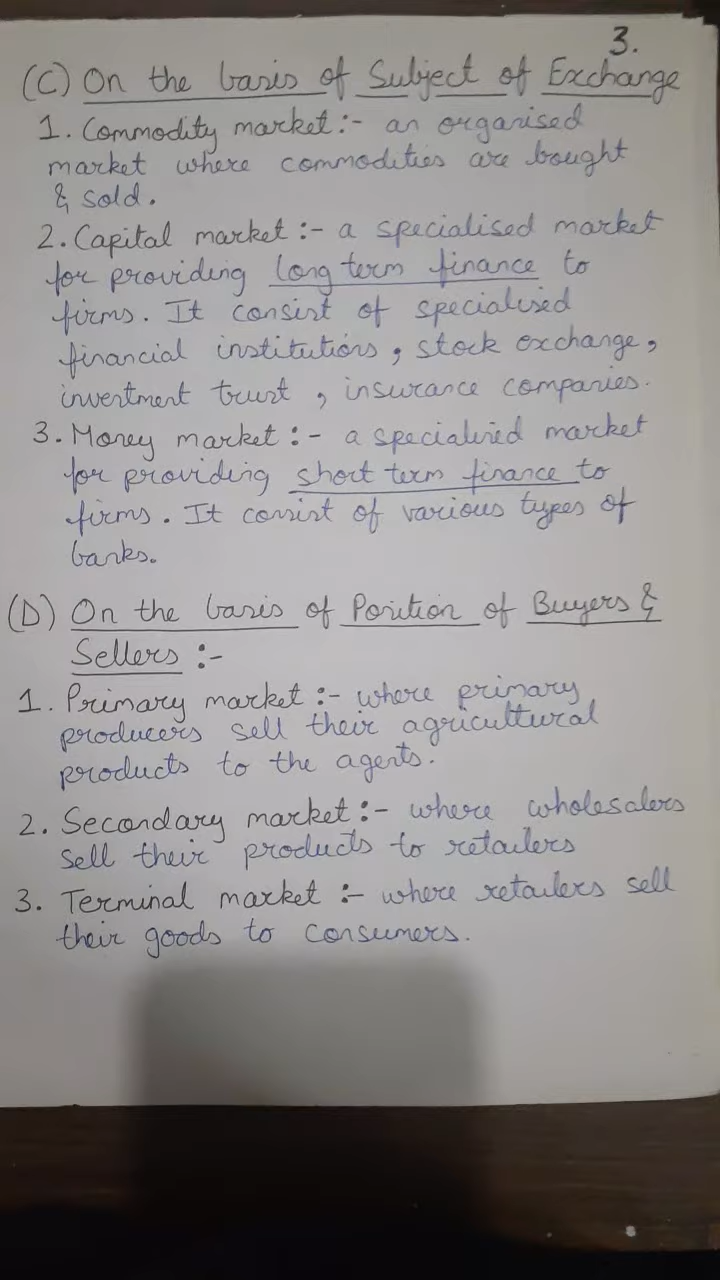 3.
(C) On the basis of Subject of Exchange
1. Commodity market :- an organised
market where commodities are bought
& sold.
2. Capital market :- a specialised market
for providing long term finance to
firms. It consist of specialised
financial institutions, stock exchange,
investment trust, insurance companies.
3. Money market :- a specialised market
for providing short term finance to
firms. It consist of various types of
banks.
(D) On the basis of Position of Buyers &
Sellers :-
1. Primary market :- where primary
producers sell their agricultural
products to the agents.
2. Secondary market :- where wholesalers
sell their products to retailers
3. Terminal market :- where retailers sell
their goods to consumers.